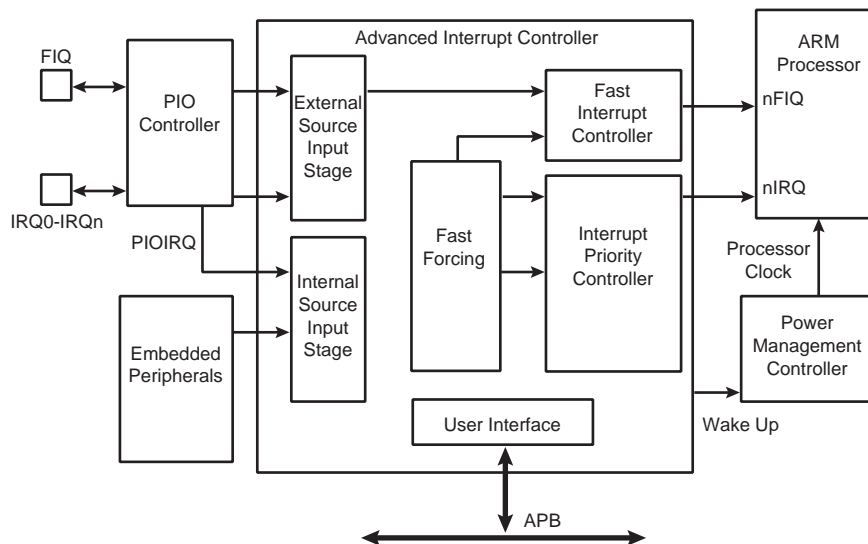 Advanced Interrupt Controller
FIQ
PIO
Controller
IRQ0-IRQn
PIOIRQ
External
Source
Input
Stage
Internal
Source
Input
Stage
Embedded
Peripherals
Fast
Forcing
Fast
Interrupt
Controller
Interrupt
Priority
Controller
ARM
Processor
nFIQ
nIRQ
Processor
Clock
Power
Management
Controller
Wake Up
User Interface
APB